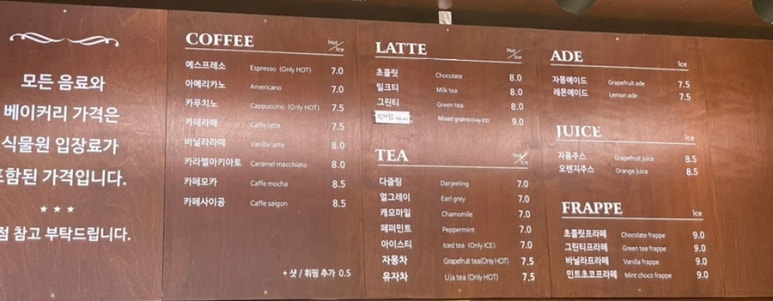 모든 음료와
베이커리 가격은
식물원 입장료가
포함된 가격입니다.
★ ★ ★
점 참고 부탁드립니다.
COFFEE Hot/Ice
에스프레소 Espresso (Only HOT) 7.0
아메리카노 Americano 7.0
카푸치노 Cappuccino (Only HOT) 7.5
카페라떼 Caffe latte 7.5
바닐라라떼 Vanilla latte 8.0
카라멜마키아토 Caramel macchiato 8.5
카페모카 Caffe mocha 8.5
카페사이공 Caffe saigon 8.5
+ 샷 / 휘핑 추가 0.5
LATTE Hot/Ice
초콜릿 Chocolate 8.0
밀크티 Milk tea 8.0
그린티 Green tea 8.0
Mixed grains(Only ICE) 9.0
TEA Hot/Ice
다즐링 Darjeeling 7.0
얼그레이 Earl grey 7.0
캐모마일 Chamomile 7.0
페퍼민트 Peppermint 7.0
아이스티 Iced tea (Only ICE) 7.0
자몽차 Grapefruit tea(Only HOT) 7.5
유자차 Uja tea (Only HOT) 7.5
ADE Ice
자몽에이드 Grapefruit ade 7.5
레몬에이드 Lemon ade 7.5
JUICE Ice
자몽주스 Grapefruit juice 8.5
오렌지주스 Orange juice 8.5
FRAPPE Ice
초콜릿프라페 Chocolate frappe 9.0
그린티프라페 Green tea frappe 9.0
바닐라프라페 Vanilla frappe 9.0
민트초코프라페 Mint choco frappe 9.0